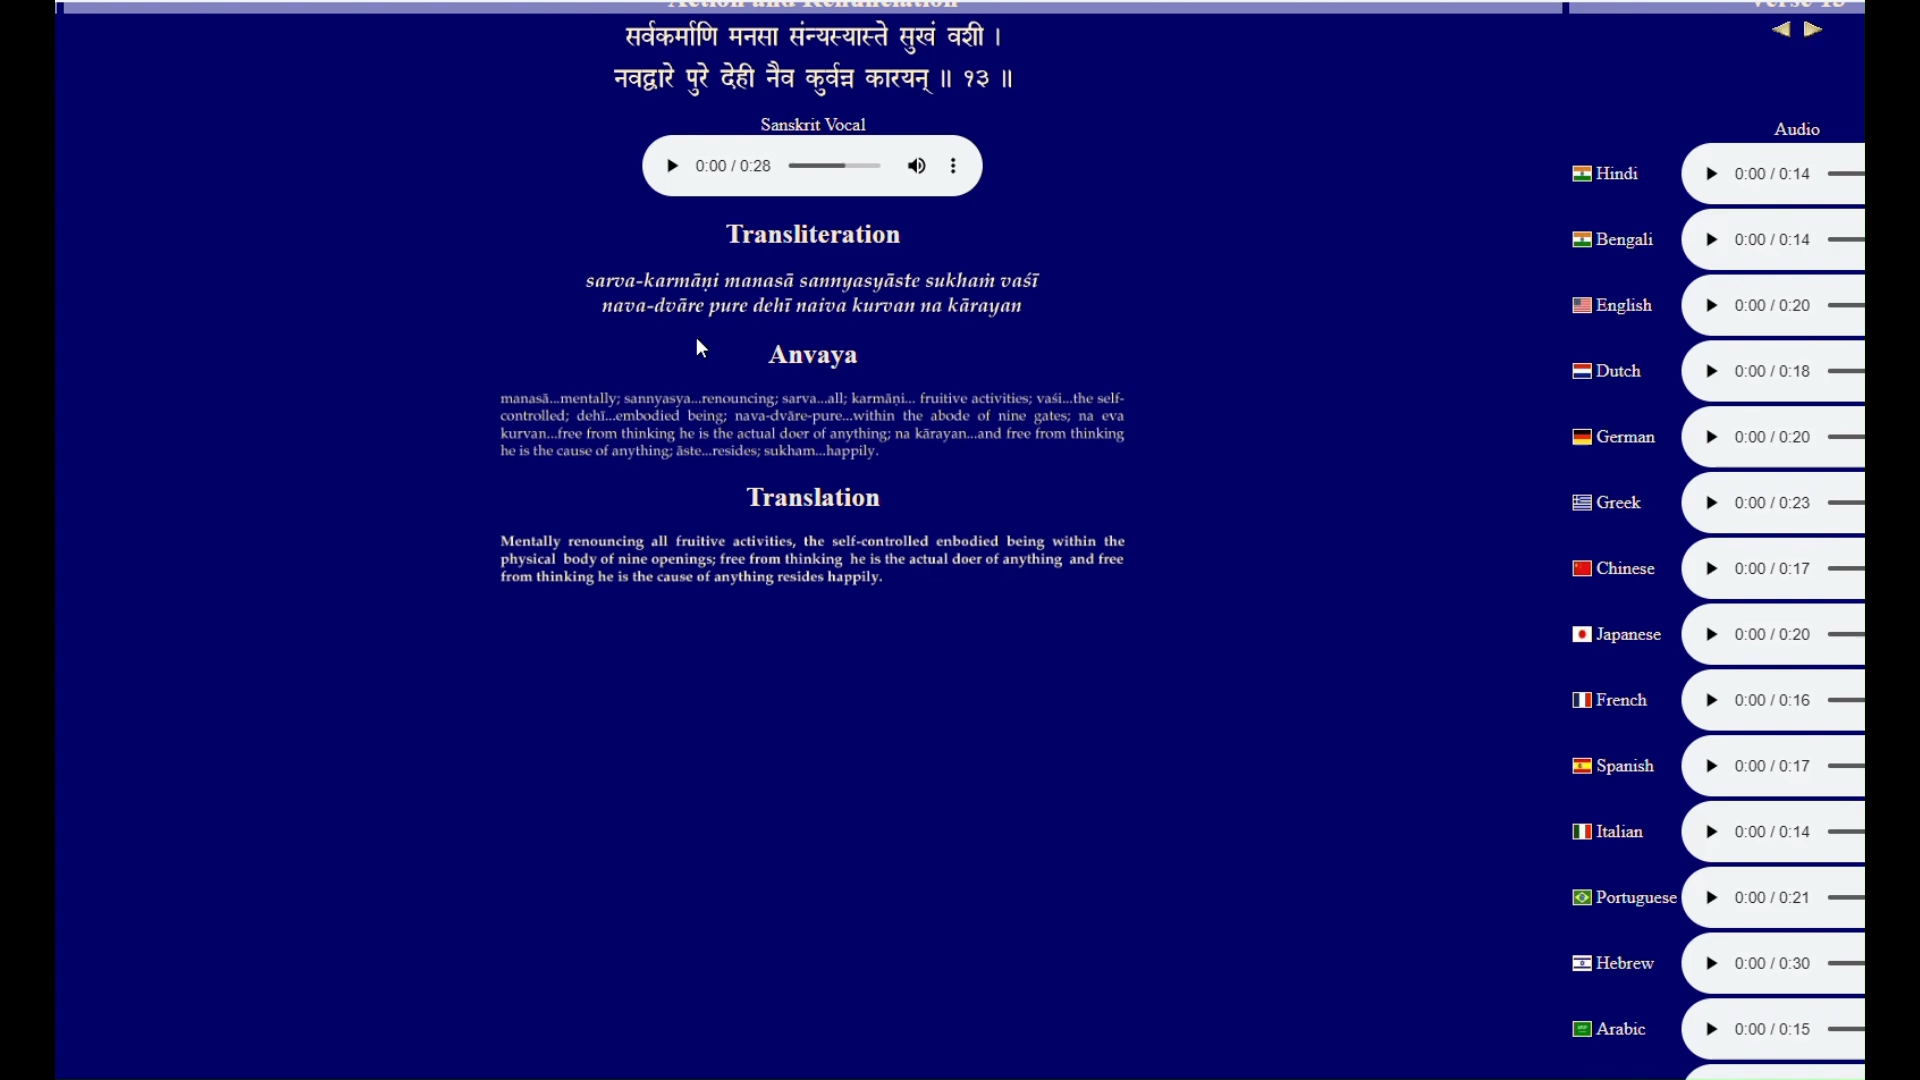 Action and Renunciation
Verse 13
सर्वकर्माणि मनसा संन्यस्यास्ते सुखं वशी ।
नवद्वारे पुरे देही नैव कुर्वन्न कारयन् ॥ १३ ॥
Sanskrit Vocal
0:00 / 0:28
Transliteration
sarva-karmāṇi manasā sannyasyāste sukhaṁ vaśī
nava-dvāre pure dehī naiva kurvan na kārayan
Anvaya
manasā...mentally; sannyasya...renouncing; sarva...all; karmāṇi... fruitive activities; vaśi...the self-
controlled; dehī...embodied being; nava-dvāre-pure...within the abode of nine gates; na eva
kurvan...free from thinking he is the actual doer of anything; na kārayan...and free from thinking
he is the cause of anything; āste...resides; sukham...happily.
Translation
Mentally renouncing all fruitive activities, the self-controlled enbodied being within the
physical body of nine openings; free from thinking he is the actual doer of anything and free
from thinking he is the cause of anything resides happily.
Audio
Hindi 0:00 / 0:14
Bengali 0:00 / 0:14
English 0:00 / 0:20
Dutch 0:00 / 0:18
German 0:00 / 0:20
Greek 0:00 / 0:23
Chinese 0:00 / 0:17
Japanese 0:00 / 0:20
French 0:00 / 0:16
Spanish 0:00 / 0:17
Italian 0:00 / 0:14
Portuguese 0:00 / 0:21
Hebrew 0:00 / 0:30
Arabic 0:00 / 0:15